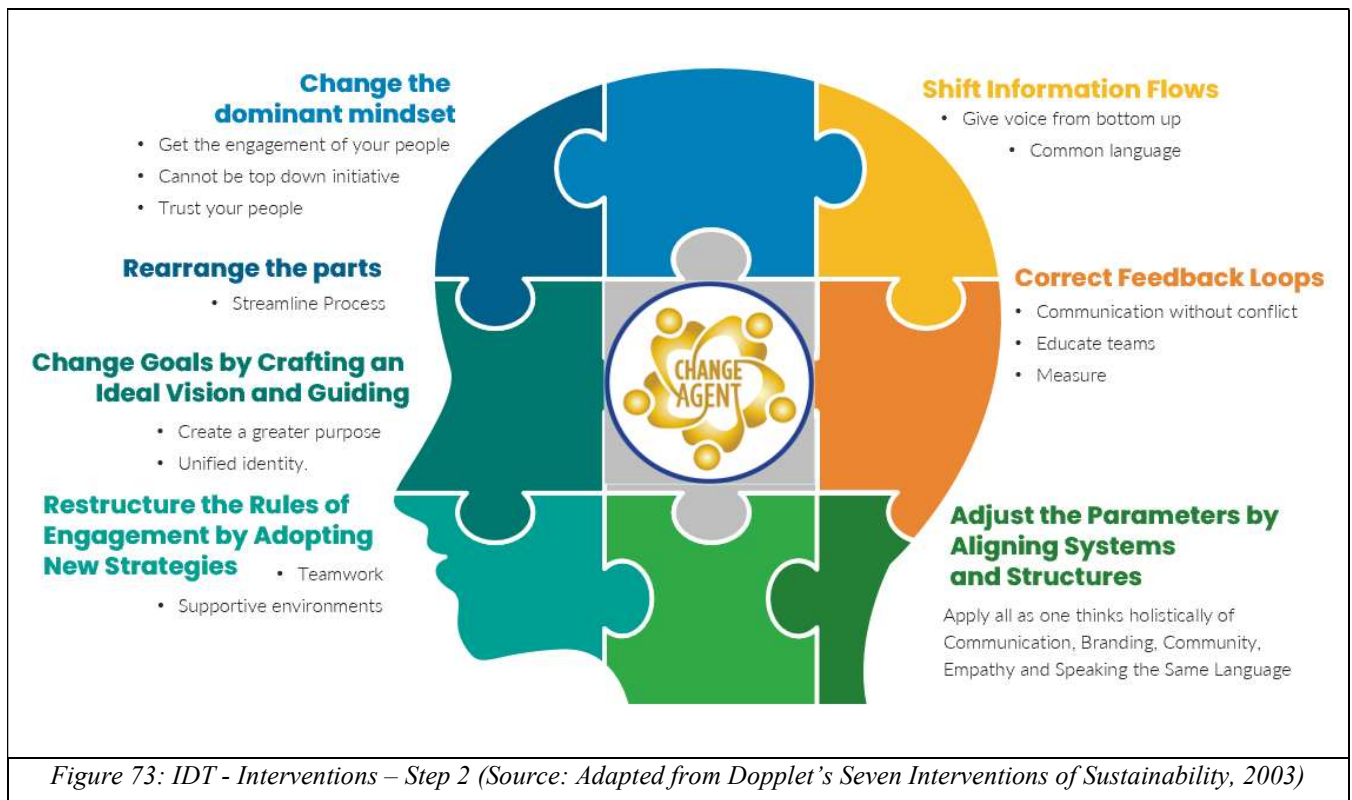 Change the
dominant mindset
• Get the engagement of your people
• Cannot be top down initiative
• Trust your people
Rearrange the parts
• Streamline Process
Change Goals by Crafting an
Ideal Vision and Guiding
• Create a greater purpose
• Unified identity.
Restructure the Rules of
Engagement by Adopting
New Strategies
• Teamwork
• Supportive environments
CHANGE
AGENT
Shift Information Flows
• Give voice from bottom up
• Common language
Correct Feedback Loops
• Communication without conflict
• Educate teams
• Measure
Adjust the Parameters by
Aligning Systems
and Structures
Apply all as one thinks holistically of
Communication, Branding, Community,
Empathy and Speaking the Same Language
Figure 73: IDT - Interventions – Step 2 (Source: Adapted from Dopplet’s Seven Interventions of Sustainability, 2003)